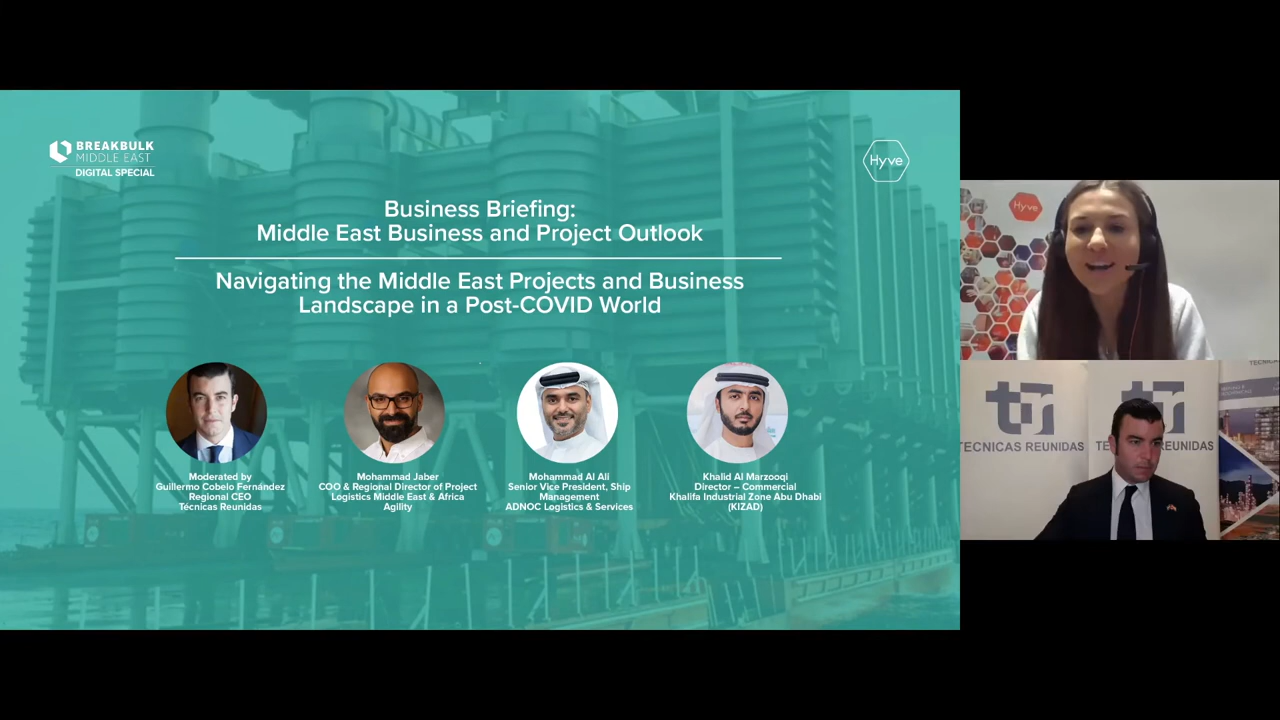 BREAKBULK
MIDDLE EAST
DIGITAL SPECIAL
Hyve
Business Briefing:
Middle East Business and Project Outlook
Navigating the Middle East Projects and Business
Landscape in a Post-COVID World
Moderated by
Guillermo Cobelo Fernández
Regional CEO
Técnicas Reunidas
Mohammad Jaber
COO & Regional Director of Project
Logistics Middle East & Africa
Agility
Mohammad Al Ali
Senior Vice President, Ship
Management
ADNOC Logistics & Services
Khalid Al Marzooqi
Director – Commercial
Khalifa Industrial Zone Abu Dhabi
(KIZAD)
Hyve
tr
TECNICAS REUNIDAS
tr
TECNICAS REUNIDAS